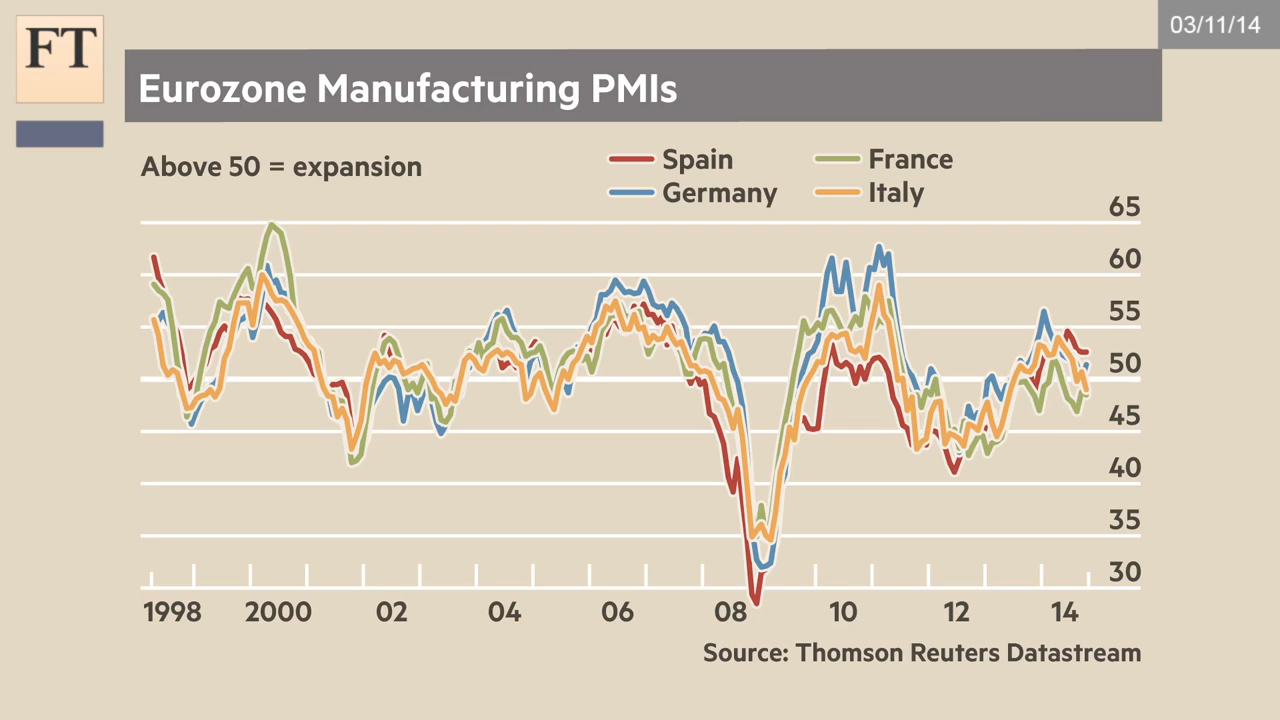 FT
03/11/14
Eurozone Manufacturing PMIs
Above 50 = expansion
Spain
France
Germany
Italy
65
60
55
50
45
40
35
30
1998 2000 02 04 06 08 10 12 14
Source: Thomson Reuters Datastream